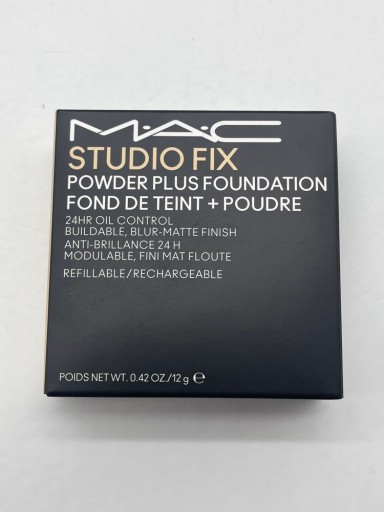 M·A·C
STUDIO FIX
POWDER PLUS FOUNDATION
FOND DE TEINT + POUDRE
24HR OIL CONTROL
BUILDABLE, BLUR-MATTE FINISH
ANTI-BRILLANCE 24 H
MODULABLE, FINI MAT FLOUTE
REFILLABLE/RECHARGEABLE
POIDS NET WT. 0.42 OZ./12 g ℮